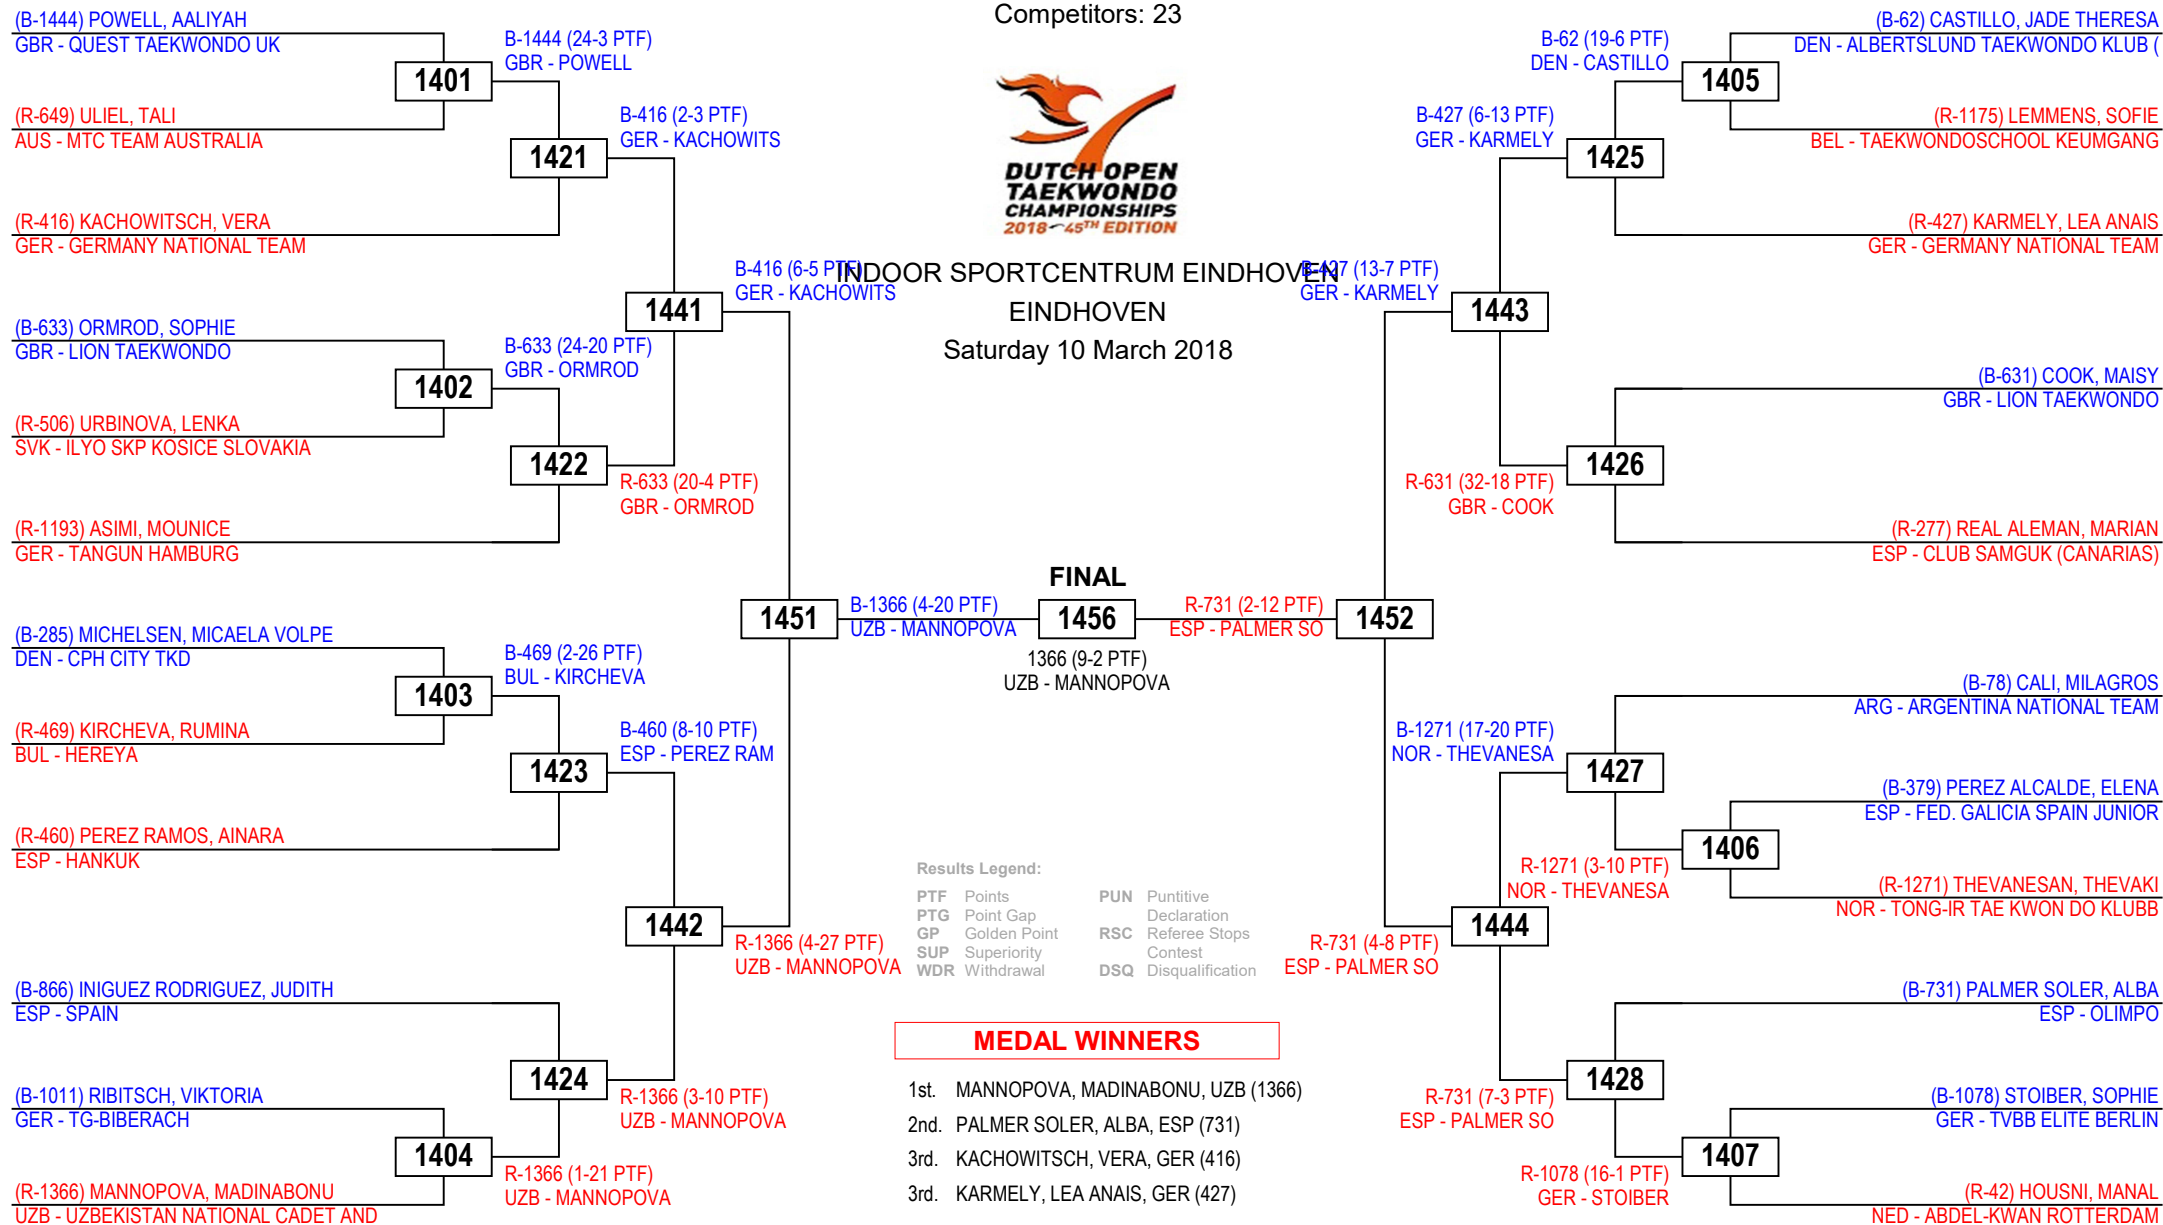 Competitors: 23
DUTCH OPEN
TAEKWONDO
CHAMPIONSHIPS
2018 ~ 45TH EDITION
INDOOR SPORTCENTRUM EINDHOVEN
EINDHOVEN
Saturday 10 March 2018
(B-1444) POWELL, AALIYAH
GBR - QUEST TAEKWONDO UK
1401
(R-649) ULIEL, TALI
AUS - MTC TEAM AUSTRALIA
B-1444 (24-3 PTF)
GBR - POWELL
1421
(R-416) KACHOWITSCH, VERA
GER - GERMANY NATIONAL TEAM
B-416 (2-3 PTF)
GER - KACHOWITS
1441
B-416 (6-5 PTF)
GER - KACHOWITS
(B-633) ORMROD, SOPHIE
GBR - LION TAEKWONDO
1402
(R-506) URBINOVA, LENKA
SVK - ILYO SKP KOSICE SLOVAKIA
B-633 (24-20 PTF)
GBR - ORMROD
1422
(R-1193) ASIMI, MOUNICE
GER - TANGUN HAMBURG
R-633 (20-4 PTF)
GBR - ORMROD
1451
(B-285) MICHELSEN, MICAELA VOLPE
DEN - CPH CITY TKD
1403
(R-469) KIRCHEVA, RUMINA
BUL - HEREYA
B-469 (2-26 PTF)
BUL - KIRCHEVA
1423
(R-460) PEREZ RAMOS, AINARA
ESP - HANKUK
B-460 (8-10 PTF)
ESP - PEREZ RAM
1442
R-1366 (4-27 PTF)
UZB - MANNOPOVA
(B-866) INIGUEZ RODRIGUEZ, JUDITH
ESP - SPAIN
1424
(B-1011) RIBITSCH, VIKTORIA
GER - TG-BIBERACH
1404
(R-1366) MANNOPOVA, MADINABONU
UZB - UZBEKISTAN NATIONAL CADET AND
R-1366 (1-21 PTF)
UZB - MANNOPOVA
R-1366 (3-10 PTF)
UZB - MANNOPOVA
B-1366 (4-20 PTF)
UZB - MANNOPOVA
FINAL
1456
1366 (9-2 PTF)
UZB - MANNOPOVA
R-731 (2-12 PTF)
ESP - PALMER SO
1452
(B-62) CASTILLO, JADE THERESA
DEN - ALBERTSLUND TAEKWONDO KLUB (
1405
(R-1175) LEMMENS, SOFIE
BEL - TAEKWONDOSCHOOL KEUMGANG
B-62 (19-6 PTF)
DEN - CASTILLO
1425
(R-427) KARMELY, LEA ANAIS
GER - GERMANY NATIONAL TEAM
B-427 (6-13 PTF)
GER - KARMELY
1443
B-427 (13-7 PTF)
GER - KARMELY
(B-631) COOK, MAISY
GBR - LION TAEKWONDO
1426
(R-277) REAL ALEMAN, MARIAN
ESP - CLUB SAMGUK (CANARIAS)
R-631 (32-18 PTF)
GBR - COOK
(B-78) CALI, MILAGROS
ARG - ARGENTINA NATIONAL TEAM
1427
(B-379) PEREZ ALCALDE, ELENA
ESP - FED. GALICIA SPAIN JUNIOR
1406
(R-1271) THEVANESAN, THEVAKI
NOR - TONG-IR TAE KWON DO KLUBB
R-1271 (3-10 PTF)
NOR - THEVANESA
B-1271 (17-20 PTF)
NOR - THEVANESA
1444
R-731 (4-8 PTF)
ESP - PALMER SO
(B-731) PALMER SOLER, ALBA
ESP - OLIMPO
1428
(B-1078) STOIBER, SOPHIE
GER - TVBB ELITE BERLIN
1407
(R-42) HOUSNI, MANAL
NED - ABDEL-KWAN ROTTERDAM
R-1078 (16-1 PTF)
GER - STOIBER
R-731 (7-3 PTF)
ESP - PALMER SO
Results Legend:
PTF Points
PTG Point Gap
GP Golden Point
SUP Superiority
WDR Withdrawal
PUN Puntitive
Declaration
RSC Referee Stops
Contest
DSQ Disqualification
MEDAL WINNERS
1st. MANNOPOVA, MADINABONU, UZB (1366)
2nd. PALMER SOLER, ALBA, ESP (731)
3rd. KACHOWITSCH, VERA, GER (416)
3rd. KARMELY, LEA ANAIS, GER (427)